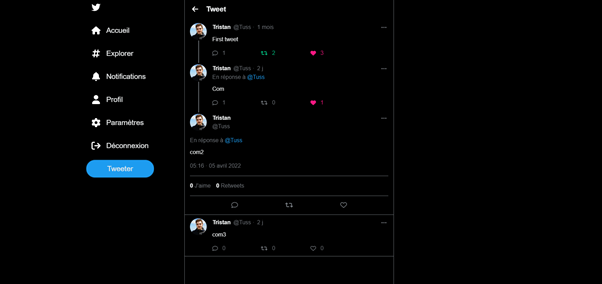 Accueil
Explorer
Notifications
Profil
Paramètres
Déconnexion
Tweeter
Tweet
Tristan @Tuss 1 mois
First tweet
1 2 3
Tristan @Tuss 2 j
En réponse à @Tuss
Com
1 0 1
Tristan
@Tuss
En réponse à @Tuss
com2
05:16 · 05 avril 2022
0 J'aime 0 Retweets
Tristan @Tuss 2 j
com3
0 0 0